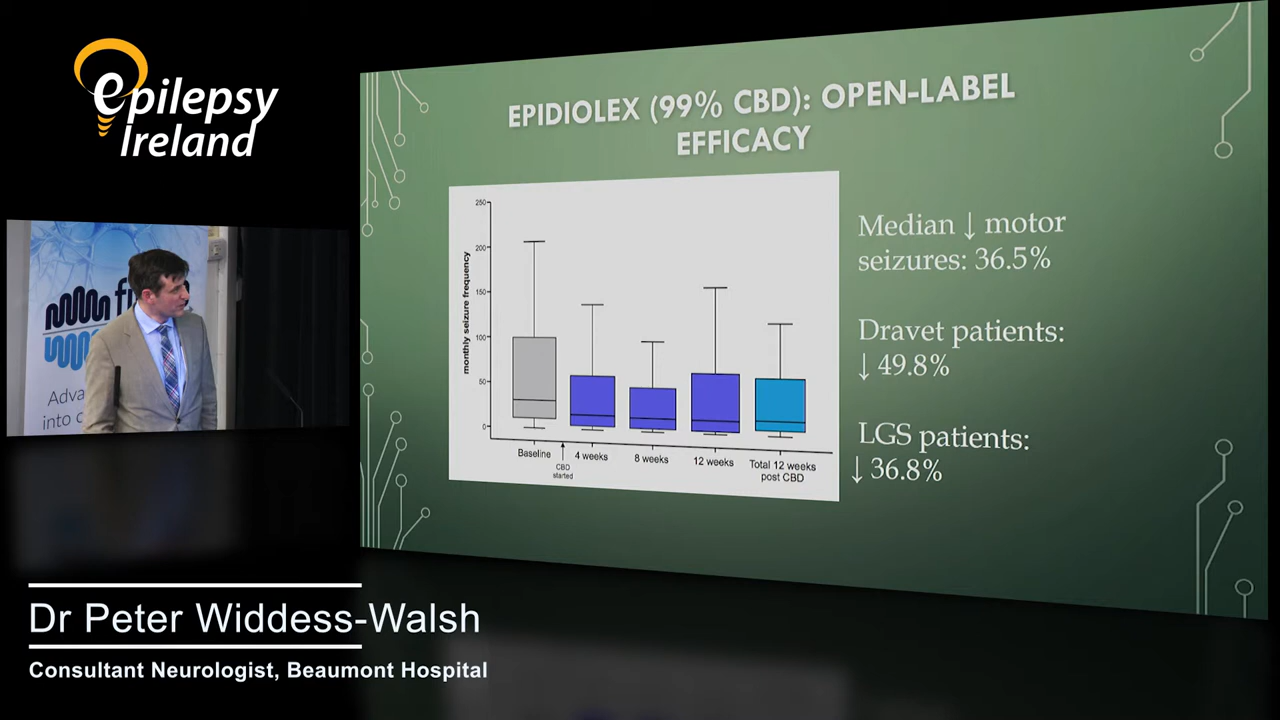 epilepsy
Ireland
EPIDIOLEX (99% CBD): OPEN-LABEL
EFFICACY
monthly seizure frequency
250
200
150
100
50
0
Baseline
CBD
started
4 weeks
8 weeks
12 weeks
Total 12 weeks
post CBD
Median ↓ motor
seizures: 36.5%
Dravet patients:
↓ 49.8%
LGS patients:
↓ 36.8%
Adva
into c
Dr Peter Widdess-Walsh
Consultant Neurologist, Beaumont Hospital